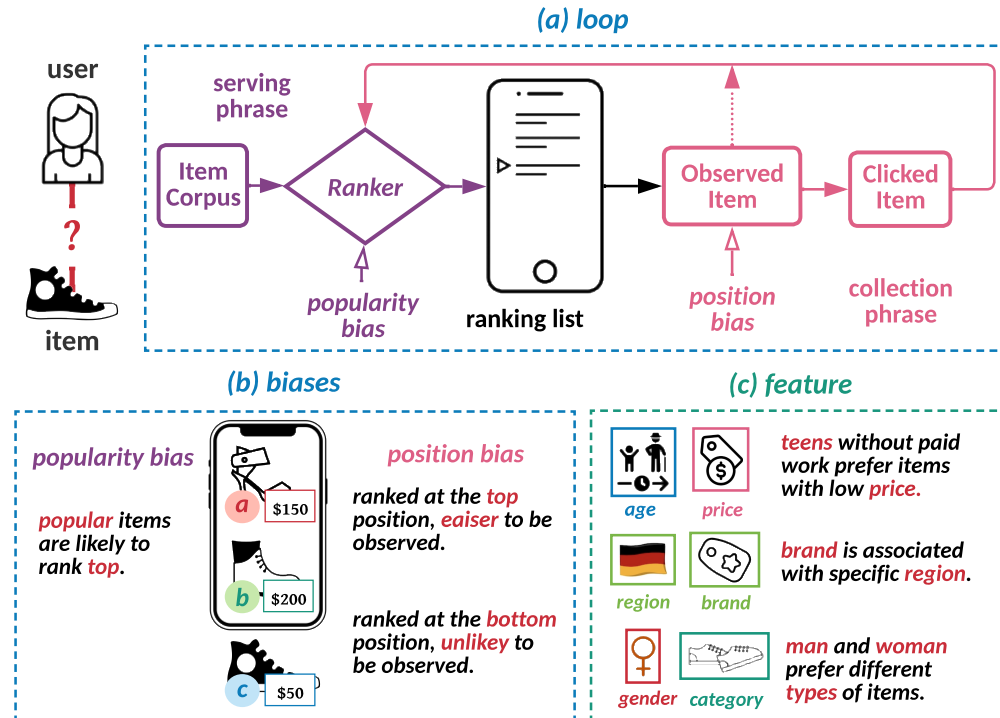 (a) loop
user
?
item
serving
phrase
Item
Corpus
Ranker
popularity
bias
ranking list
Observed
Item
position
bias
Clicked
Item
collection
phrase
(b) biases
popularity bias
popular items
are likely to
rank top.
a
$150
b
$200
c
$50
position bias
ranked at the top
position, eaiser to be
observed.
ranked at the bottom
position, unlikey to
be observed.
(c) feature
$
age
price
teens without paid
work prefer items
with low price.
region
brand
brand is associated
with specific region.
gender
category
man and woman
prefer different
types of items.